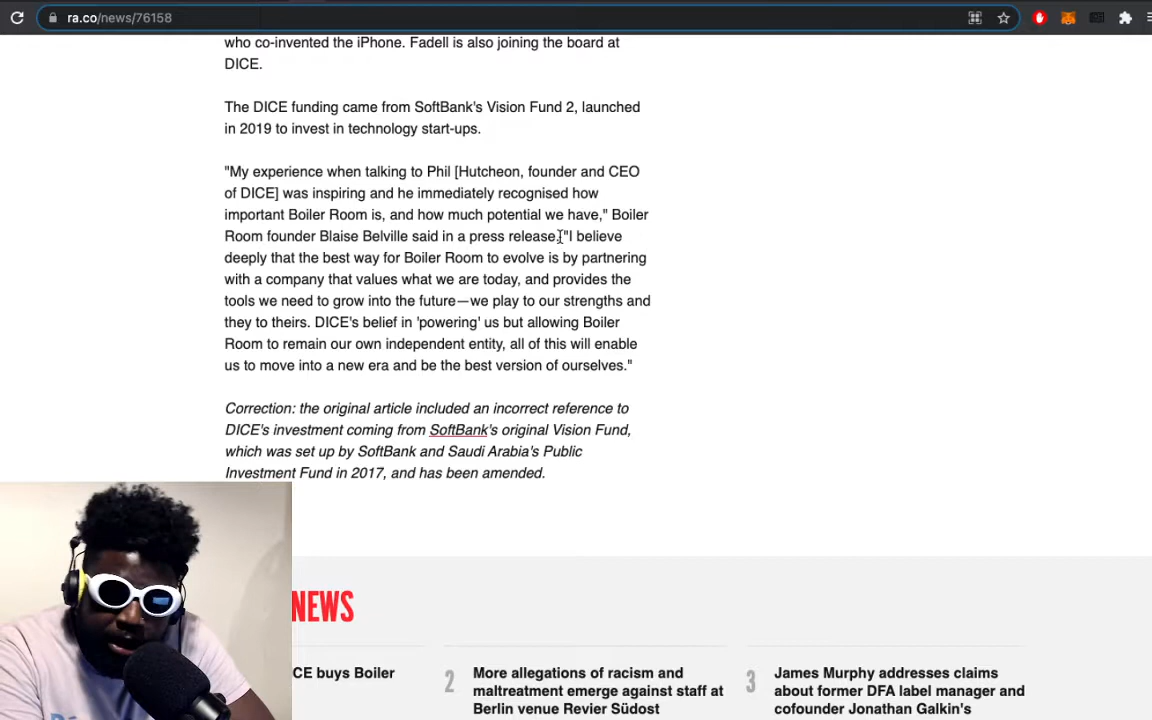 ra.co/news/76158
who co-invented the iPhone. Fadell is also joining the board at
DICE.
The DICE funding came from SoftBank's Vision Fund 2, launched
in 2019 to invest in technology start-ups.
"My experience when talking to Phil [Hutcheon, founder and CEO
of DICE] was inspiring and he immediately recognised how
important Boiler Room is, and how much potential we have," Boiler
Room founder Blaise Belville said in a press release. "I believe
deeply that the best way for Boiler Room to evolve is by partnering
with a company that values what we are today, and provides the
tools we need to grow into the future—we play to our strengths and
they to theirs. DICE's belief in 'powering' us but allowing Boiler
Room to remain our own independent entity, all of this will enable
us to move into a new era and be the best version of ourselves."
Correction: the original article included an incorrect reference to
DICE's investment coming from SoftBank's original Vision Fund,
which was set up by SoftBank and Saudi Arabia's Public
Investment Fund in 2017, and has been amended.
NEWS
CE buys Boiler
2 More allegations of racism and
maltreatment emerge against staff at
Berlin venue Revier Südost
3 James Murphy addresses claims
about former DFA label manager and
cofounder Jonathan Galkin's